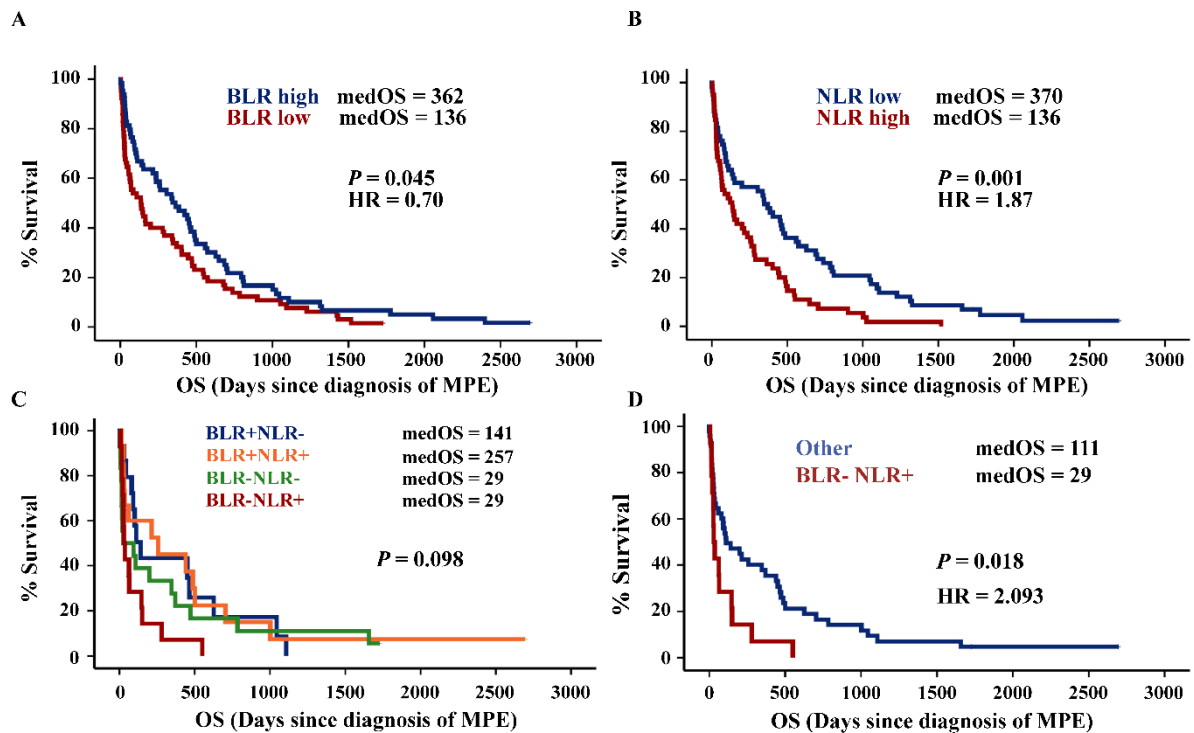 A
100
80
60
40
20
0
% Survival
BLR high medOS = 362
BLR low medOS = 136
P = 0.045
HR = 0.70
0 500 1000 1500 2000 2500 3000
OS (Days since diagnosis of MPE)
B
100
80
60
40
20
0
% Survival
NLR low medOS = 370
NLR high medOS = 136
P = 0.001
HR = 1.87
0 500 1000 1500 2000 2500 3000
OS (Days since diagnosis of MPE)
C
100
80
60
40
20
0
% Survival
BLR+NLR- medOS = 141
BLR+NLR+ medOS = 257
BLR-NLR- medOS = 29
BLR-NLR+ medOS = 29
P = 0.098
0 500 1000 1500 2000 2500 3000
OS (Days since diagnosis of MPE)
D
100
80
60
40
20
0
% Survival
Other medOS = 111
BLR- NLR+ medOS = 29
P = 0.018
HR = 2.093
0 500 1000 1500 2000 2500 3000
OS (Days since diagnosis of MPE)